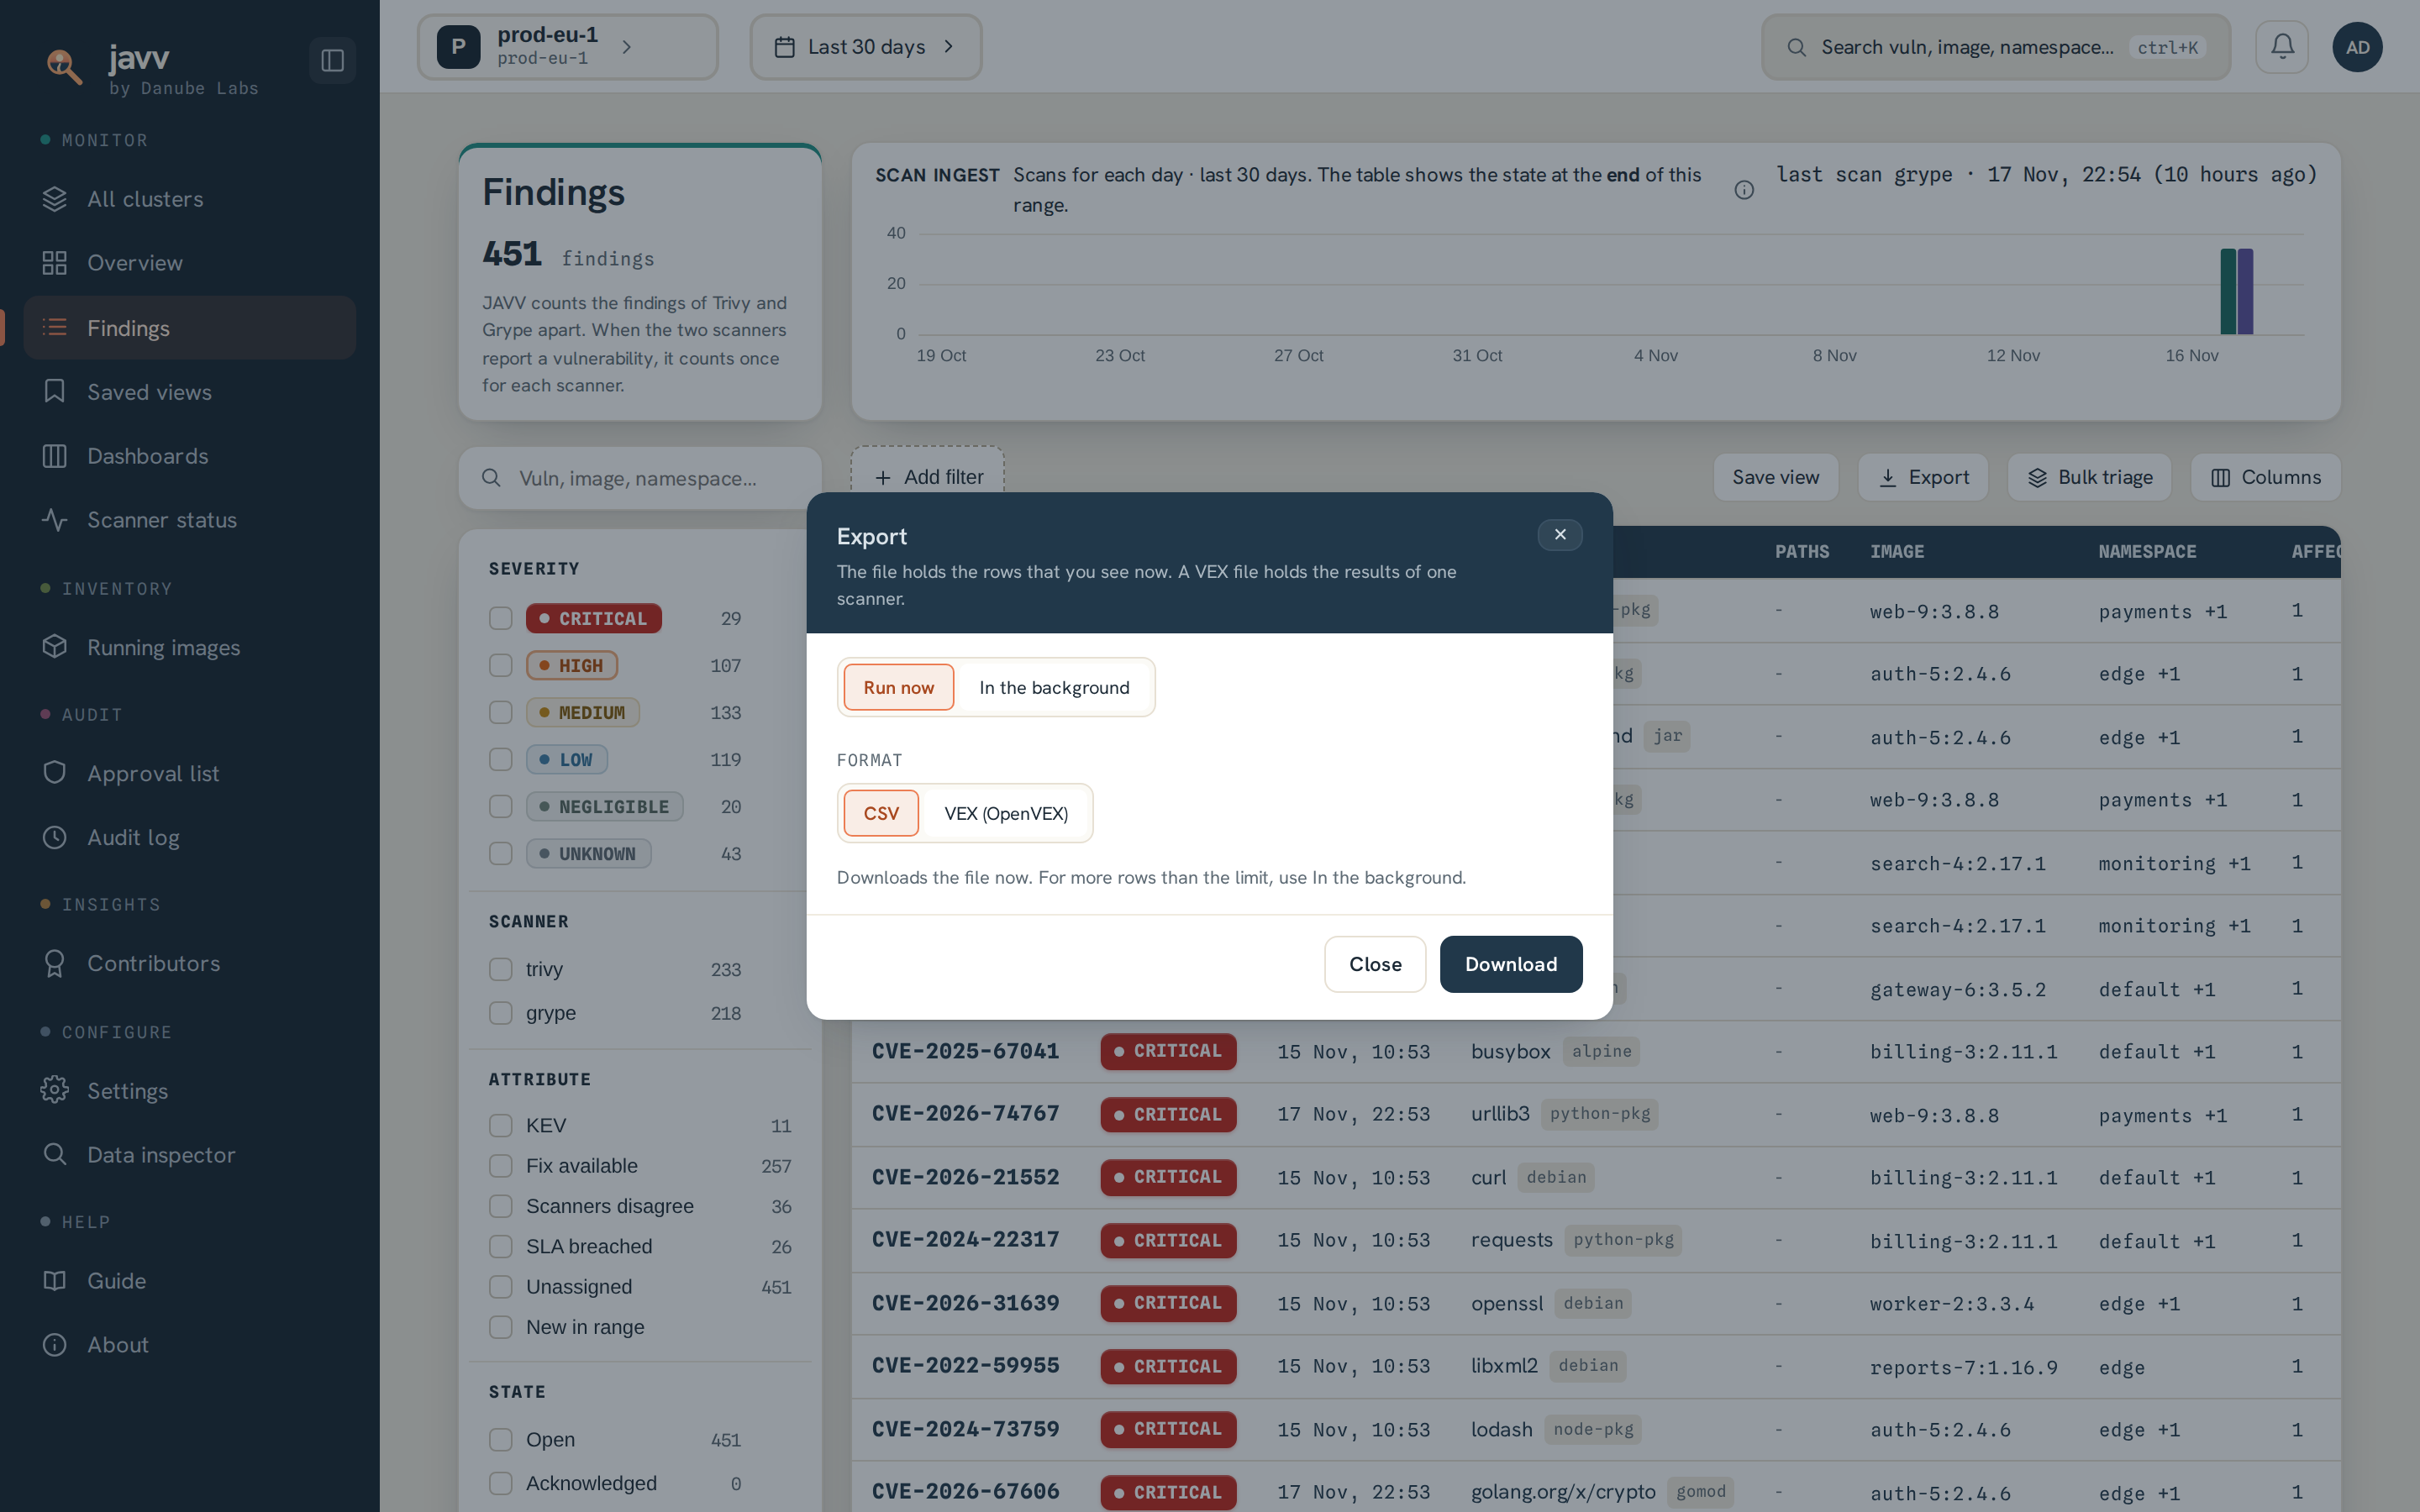 javv
by Danube Labs
MONITOR
All clusters
Overview
Findings
Saved views
Dashboards
Scanner status
INVENTORY
Running images
AUDIT
Approval list
Audit log
INSIGHTS
Contributors
CONFIGURE
Settings
Data inspector
HELP
Guide
About
P
prod-eu-1
prod-eu-1
Last 30 days
Search vuln, image, namespace... ctrl+K
AD
Findings
451 findings
JAVV counts the findings of Trivy and
Grype apart. When the two scanners
report a vulnerability, it counts once
for each scanner.
SCAN INGEST Scans for each day · last 30 days. The table shows the state at the end of this
range.
last scan grype · 17 Nov, 22:54 (10 hours ago)
40
20
0
19 Oct 23 Oct 27 Oct 31 Oct 4 Nov 8 Nov 12 Nov 16 Nov
Vuln, image, namespace...
Add filter
Save view Export Bulk triage Columns
SEVERITY
CRITICAL 29
HIGH 107
MEDIUM 133
LOW 119
NEGLIGIBLE 20
UNKNOWN 43
SCANNER
trivy 233
grype 218
ATTRIBUTE
KEV 11
Fix available 257
Scanners disagree 36
SLA breached 26
Unassigned 451
New in range
STATE
Open 451
Acknowledged 0
Export
The file holds the rows that you see now. A VEX file holds the results of one
scanner.
Run now In the background
FORMAT
CSV VEX (OpenVEX)
Downloads the file now. For more rows than the limit, use In the background.
Close Download
PATHS IMAGE NAMESPACE
-pkg - web-9:3.8.8 payments +1 1
kg - auth-5:2.4.6 edge +1 1
jar - auth-5:2.4.6 edge +1 1
kg - web-9:3.8.8 payments +1 1
- search-4:2.17.1 monitoring +1 1
- search-4:2.17.1 monitoring +1 1
- gateway-6:3.5.2 default +1 1
CVE-2025-67041 CRITICAL 15 Nov, 10:53 busybox alpine - billing-3:2.11.1 default +1 1
CVE-2026-74767 CRITICAL 17 Nov, 22:53 urllib3 python-pkg - web-9:3.8.8 payments +1 1
CVE-2026-21552 CRITICAL 15 Nov, 10:53 curl debian - billing-3:2.11.1 default +1 1
CVE-2024-22317 CRITICAL 15 Nov, 10:53 requests python-pkg - billing-3:2.11.1 default +1 1
CVE-2026-31639 CRITICAL 15 Nov, 10:53 openssl debian - worker-2:3.3.4 edge +1 1
CVE-2022-59955 CRITICAL 15 Nov, 10:53 libxml2 debian - reports-7:1.16.9 edge 1
CVE-2024-73759 CRITICAL 15 Nov, 10:53 lodash node-pkg - auth-5:2.4.6 edge +1 1
CVE-2026-67606 CRITICAL 17 Nov, 22:53 golang.org/x/crypto gomod - auth-5:2.4.6 edge +1 1